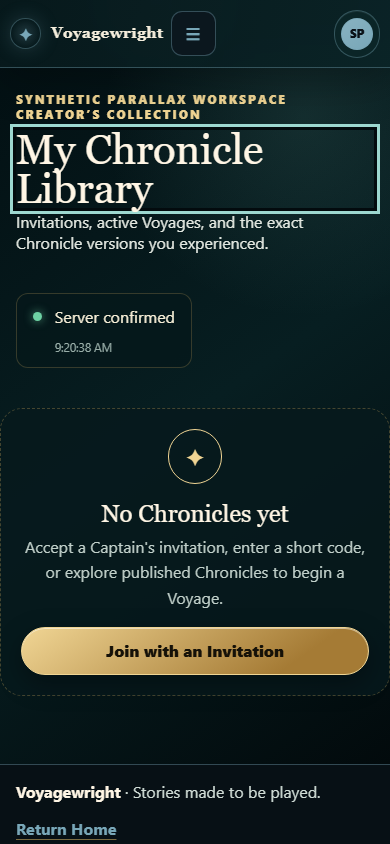 Voyagewright
SP
SYNTHETIC PARALLAX WORKSPACE
CREATOR'S COLLECTION
My Chronicle
Library
Invitations, active Voyages, and the exact
Chronicle versions you experienced.
Server confirmed
9:20:38 AM
No Chronicles yet
Accept a Captain's invitation, enter a short code,
or explore published Chronicles to begin a
Voyage.
Join with an Invitation
Voyagewright · Stories made to be played.
Return Home